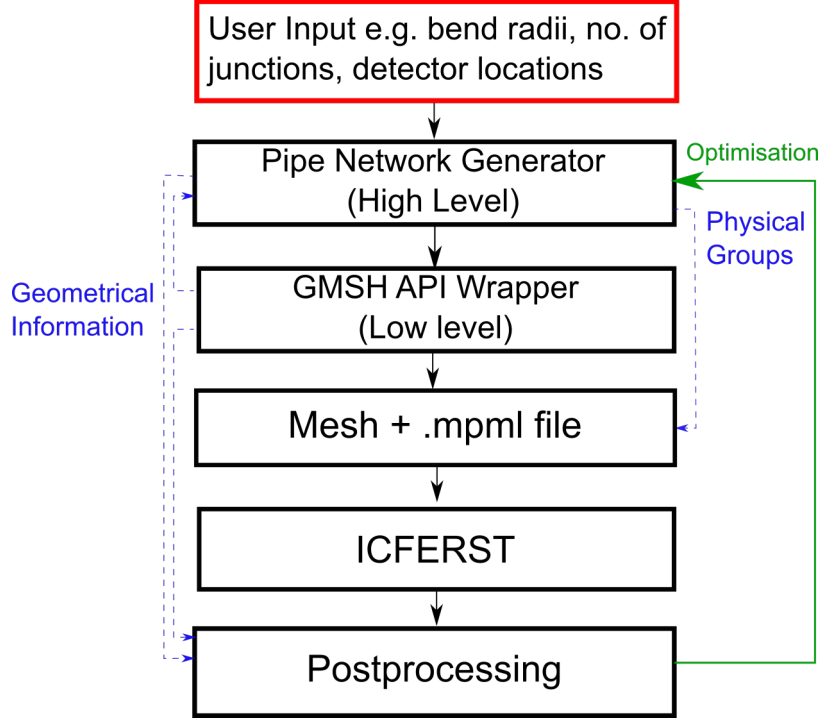 User Input e.g. bend radii, no. of
junctions, detector locations
Optimisation
Pipe Network Generator
(High Level)
Physical
Groups
GMSH API Wrapper
(Low level)
Geometrical
Information
Mesh + .mpml file
ICFERST
Postprocessing